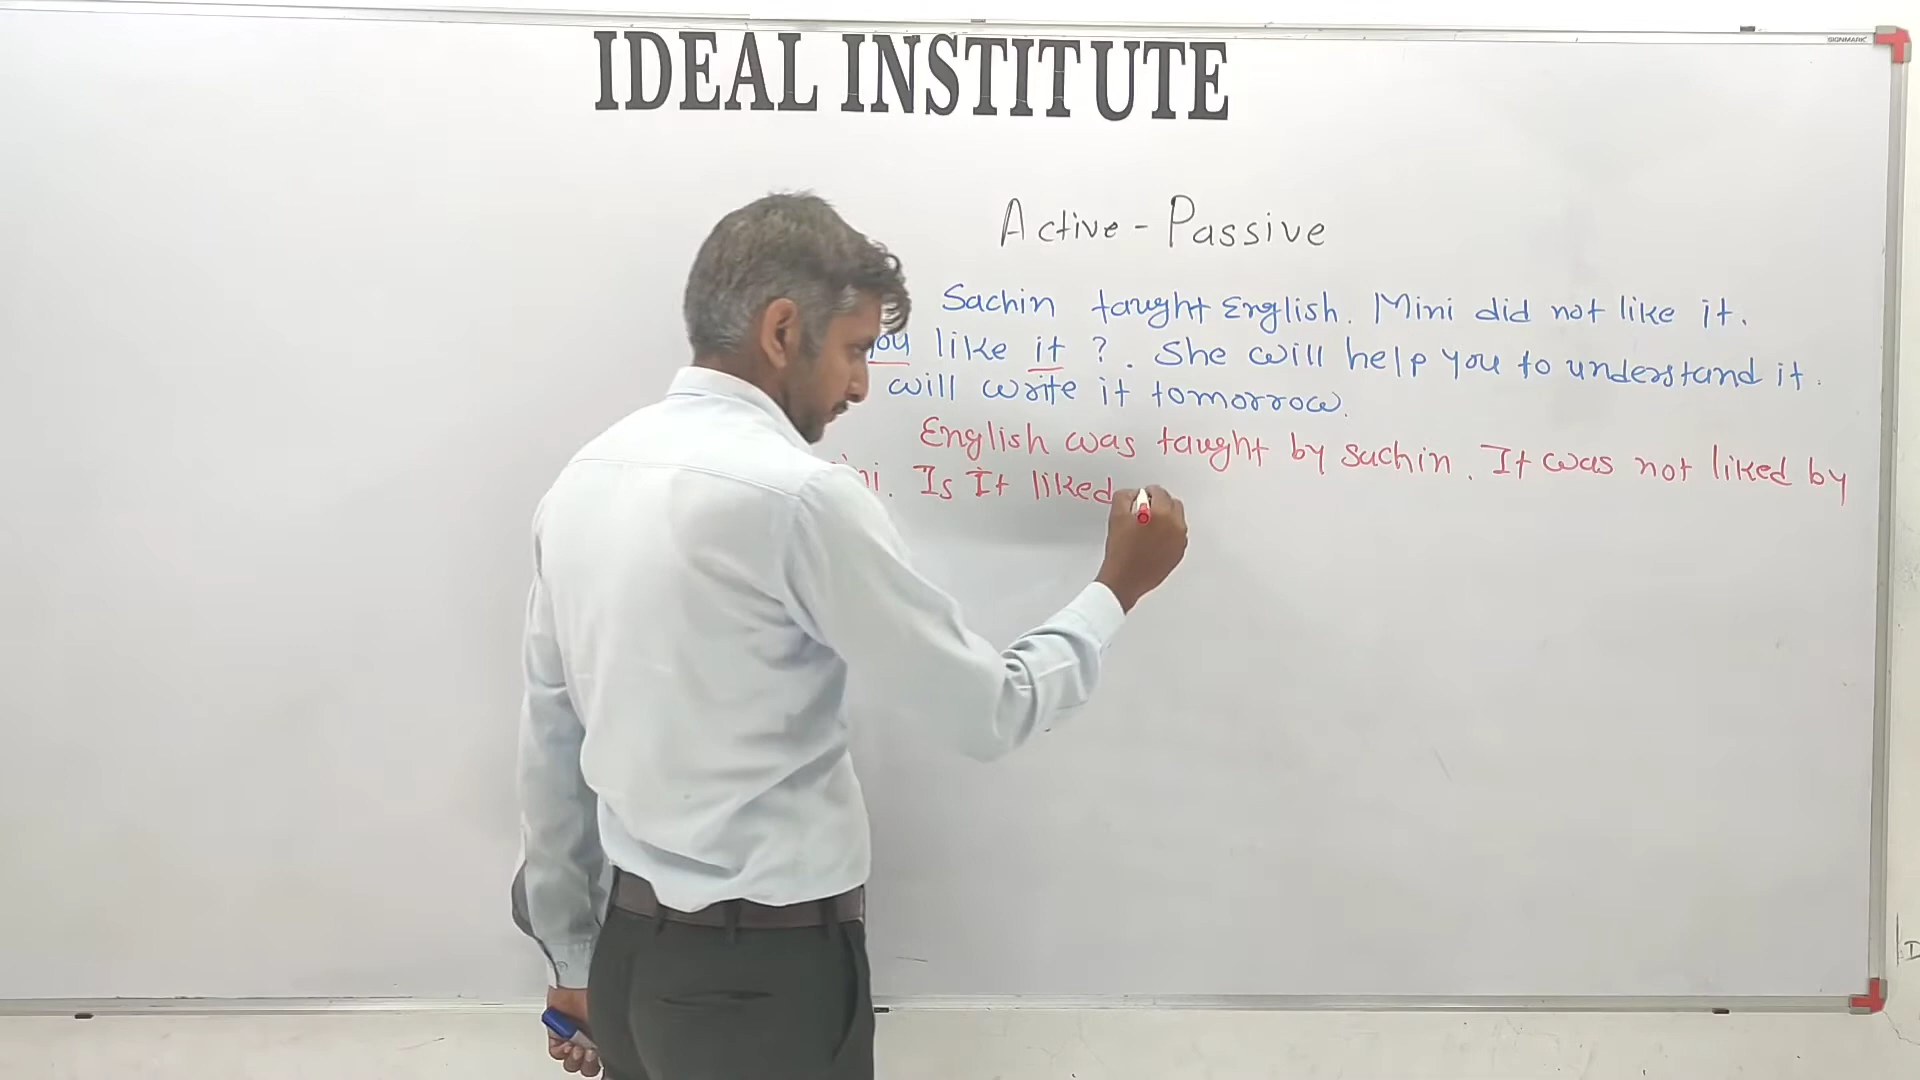 SIGNMARK
IDEAL INSTITUTE
Active - Passive
Sachin taught English. Mini did not like it.
you like it ? . She will help you to understand it.
will write it tomorrow.
English was taught by sachin. It was not liked by
Is It liked